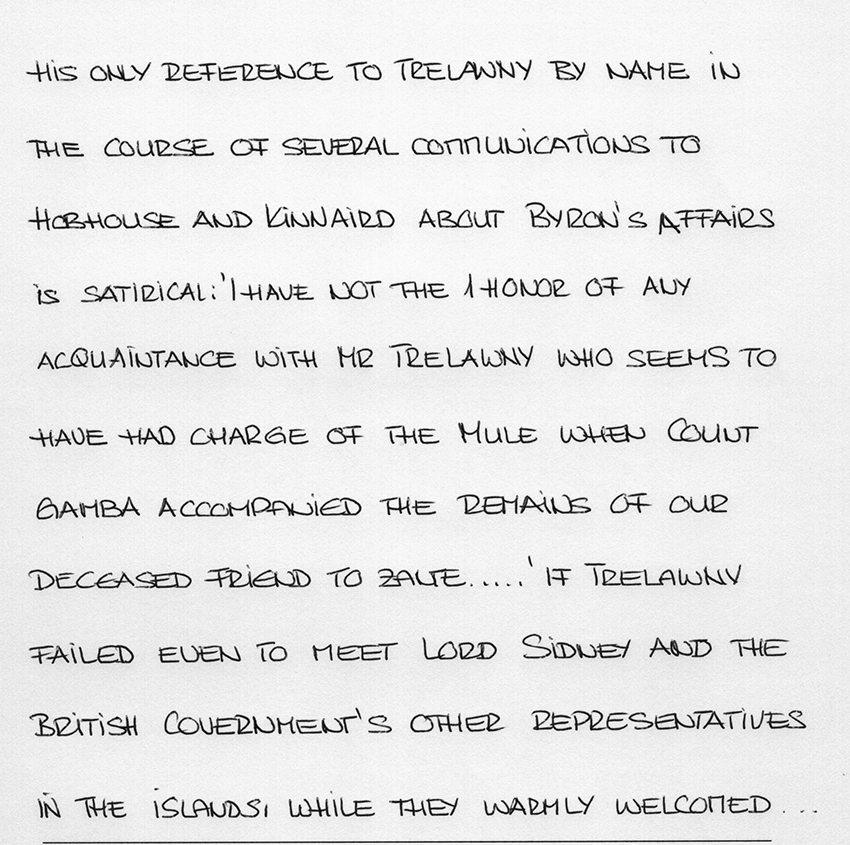 HIS ONLY REFERENCE TO TRELAWNY BY NAME IN
THE COURSE OF SEVERAL COMMUNICATIONS TO
HOBHOUSE AND KINNAIRD ABOUT BYRON'S AFFAIRS
IS SATIRICAL: 'I HAVE NOT THE HONOR OF ANY
ACQUAINTANCE WITH MR TRELAWNY WHO SEEMS TO
HAVE HAD CHARGE OF THE MULE WHEN COUNT
GAMBA ACCOMPANIED THE REMAINS OF OUR
DECEASED FRIEND TO ZANTE.....' IF TRELAWNY
FAILED EVEN TO MEET LORD SIDNEY AND THE
BRITISH GOVERNMENT'S OTHER REPRESENTATIVES
IN THE ISLANDS, WHILE THEY WARMLY WELCOMED...